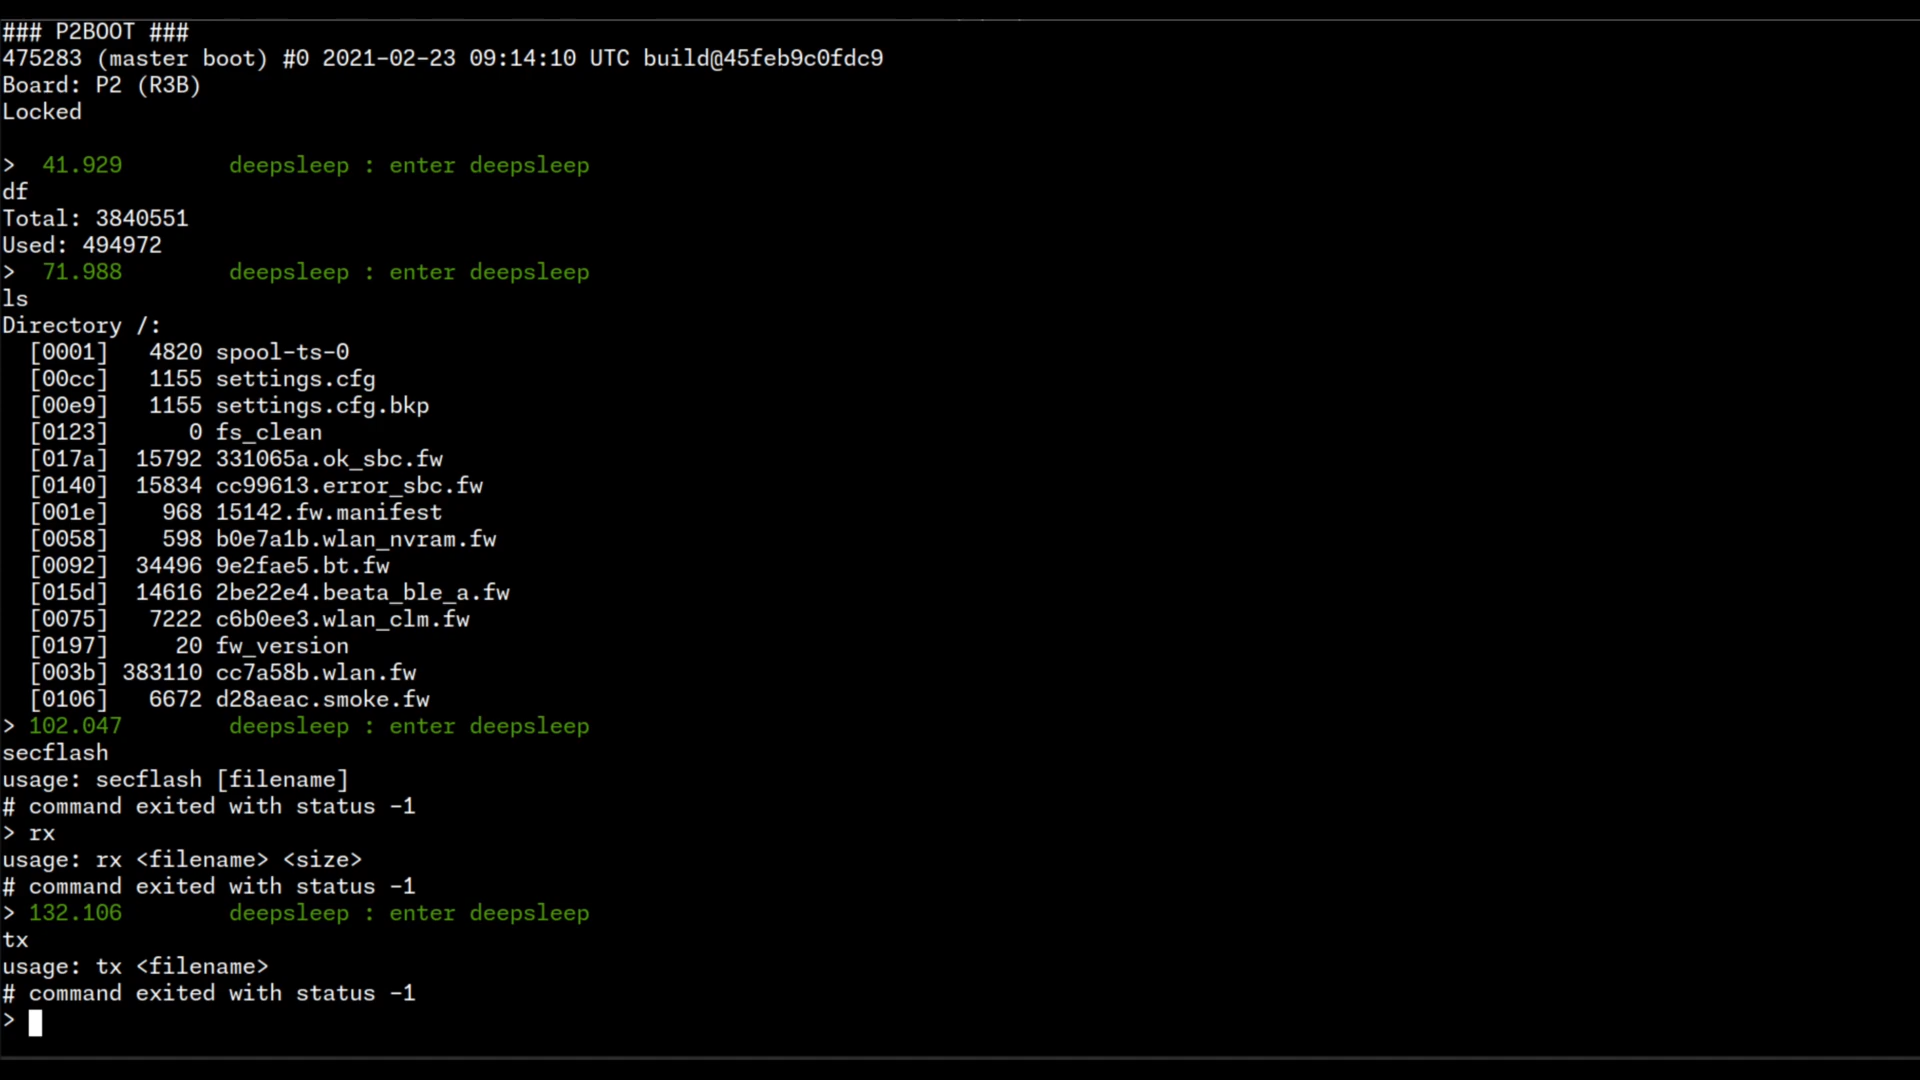 ### P2BOOT ###
475283 (master boot) #0 2021-02-23 09:14:10 UTC build@45feb9c0fdc9
Board: P2 (R3B)
Locked
>  41.929        deepsleep : enter deepsleep
df
Total: 3840551
Used: 494972
>  71.988        deepsleep : enter deepsleep
ls
Directory /:
  [0001]   4820 spool-ts-0
  [00cc]   1155 settings.cfg
  [00e9]   1155 settings.cfg.bkp
  [0123]      0 fs_clean
  [017a]  15792 331065a.ok_sbc.fw
  [0140]  15834 cc99613.error_sbc.fw
  [001e]    968 15142.fw.manifest
  [0058]    598 b0e7a1b.wlan_nvram.fw
  [0092]  34496 9e2fae5.bt.fw
  [015d]  14616 2be22e4.beata_ble_a.fw
  [0075]   7222 c6b0ee3.wlan_clm.fw
  [0197]     20 fw_version
  [003b] 383110 cc7a58b.wlan.fw
  [0106]   6672 d28aeac.smoke.fw
> 102.047        deepsleep : enter deepsleep
secflash
usage: secflash [filename]
# command exited with status -1
> rx
usage: rx <filename> <size>
# command exited with status -1
> 132.106        deepsleep : enter deepsleep
tx
usage: tx <filename>
# command exited with status -1
>